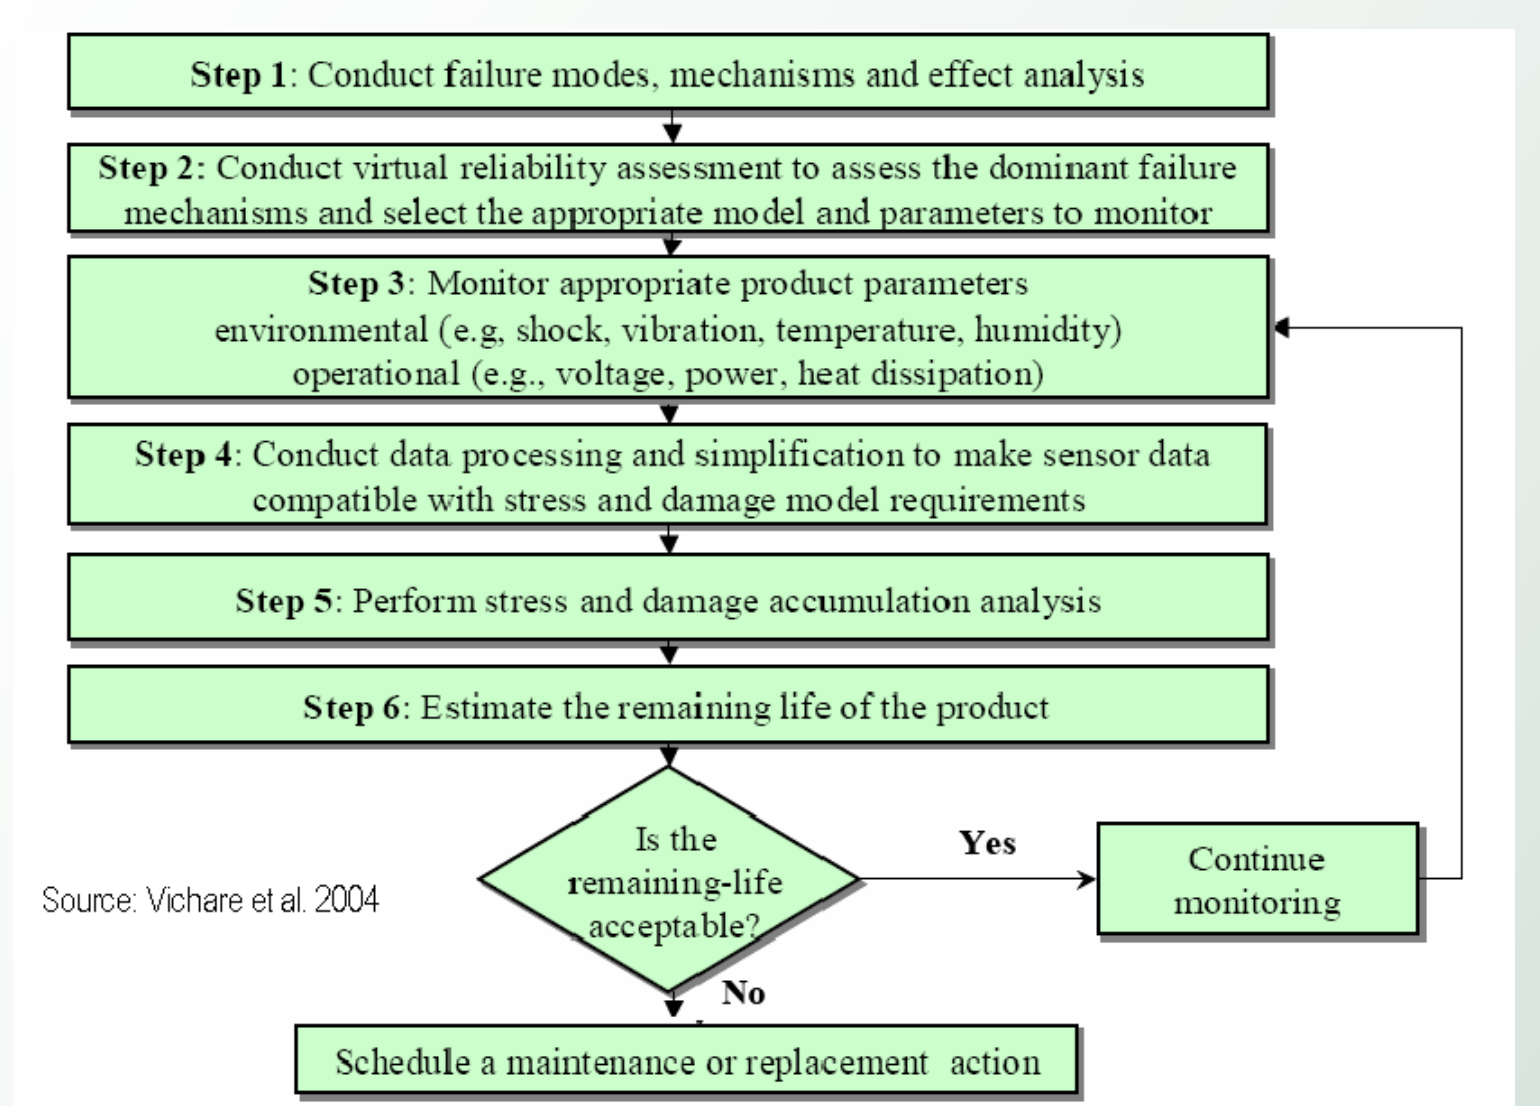 Step 1: Conduct failure modes, mechanisms and effect analysis
Step 2: Conduct virtual reliability assessment to assess the dominant failure
mechanisms and select the appropriate model and parameters to monitor
Step 3: Monitor appropriate product parameters
environmental (e.g, shock, vibration, temperature, humidity)
operational (e.g., voltage, power, heat dissipation)
Step 4: Conduct data processing and simplification to make sensor data
compatible with stress and damage model requirements
Step 5: Perform stress and damage accumulation analysis
Step 6: Estimate the remaining life of the product
Is the
remaining-life
acceptable?
Yes
Continue
monitoring
Source: Vichare et al. 2004
No
Schedule a maintenance or replacement action